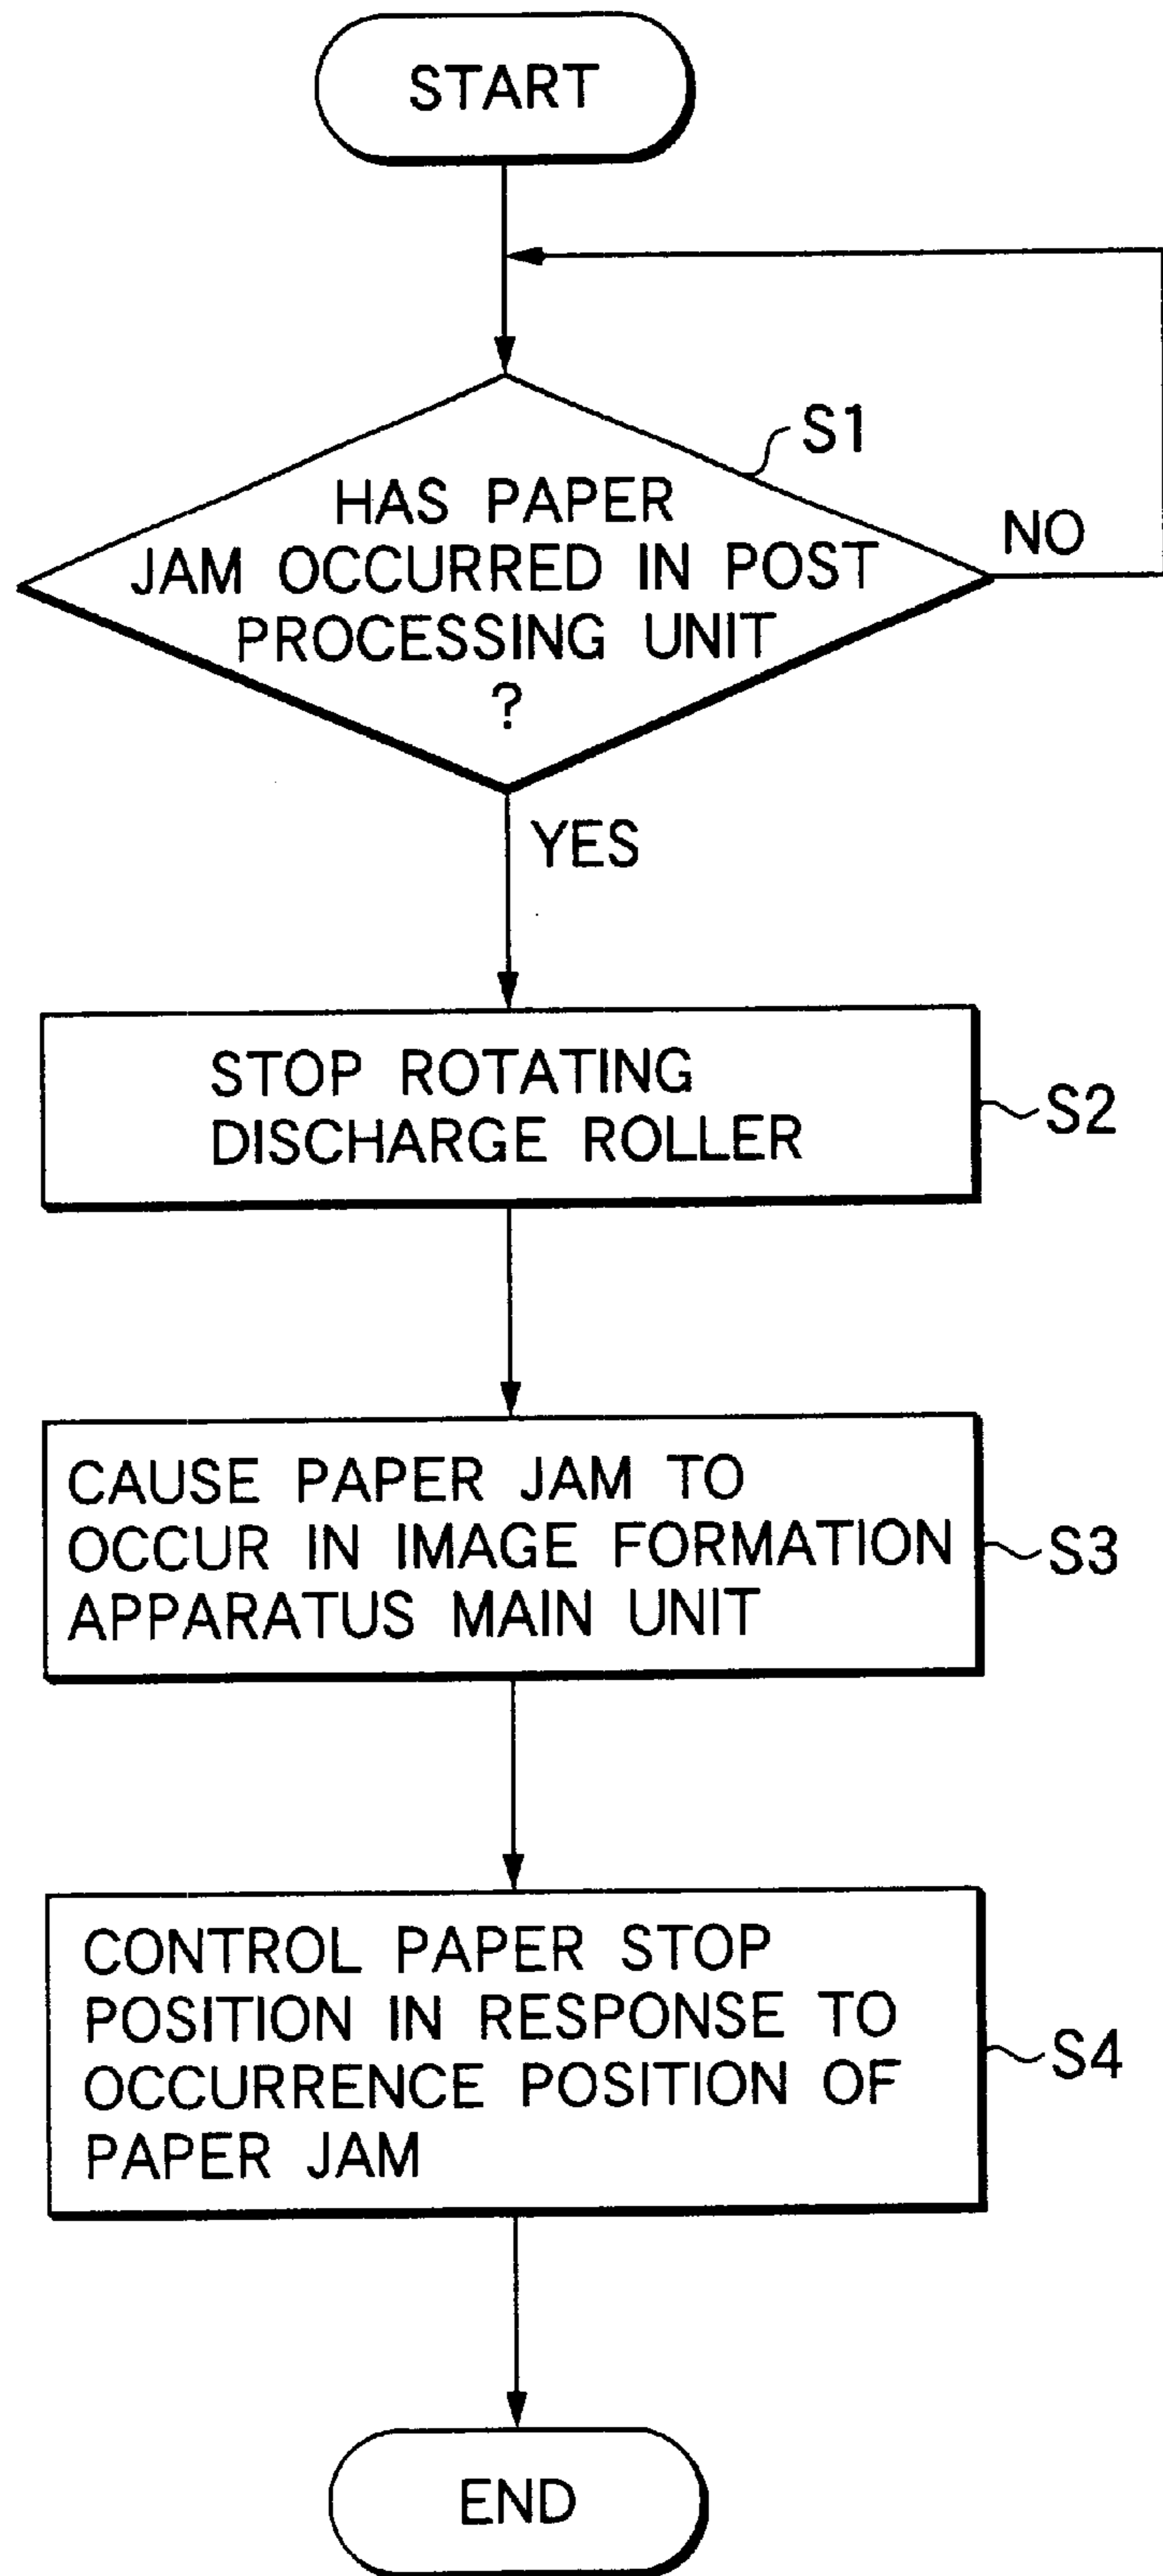 START
S1
HAS PAPER
JAM OCCURRED IN POST
PROCESSING UNIT
?
NO
YES
STOP ROTATING
DISCHARGE ROLLER
S2
CAUSE PAPER JAM TO
OCCUR IN IMAGE FORMATION
APPARATUS MAIN UNIT
S3
CONTROL PAPER STOP
POSITION IN RESPONSE TO
OCCURRENCE POSITION OF
PAPER JAM
S4
END